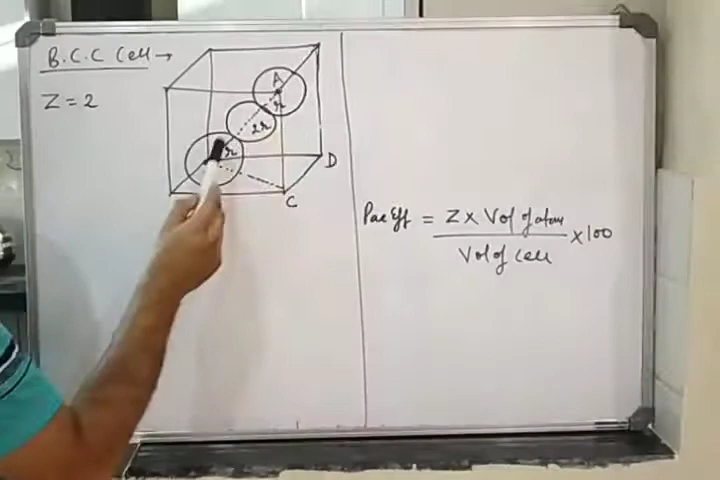 B.C.C Cell →
Z = 2
A
r
2r
r
D
C
Pac Eff = Z x Vol of atom
Vol of cell
x 100